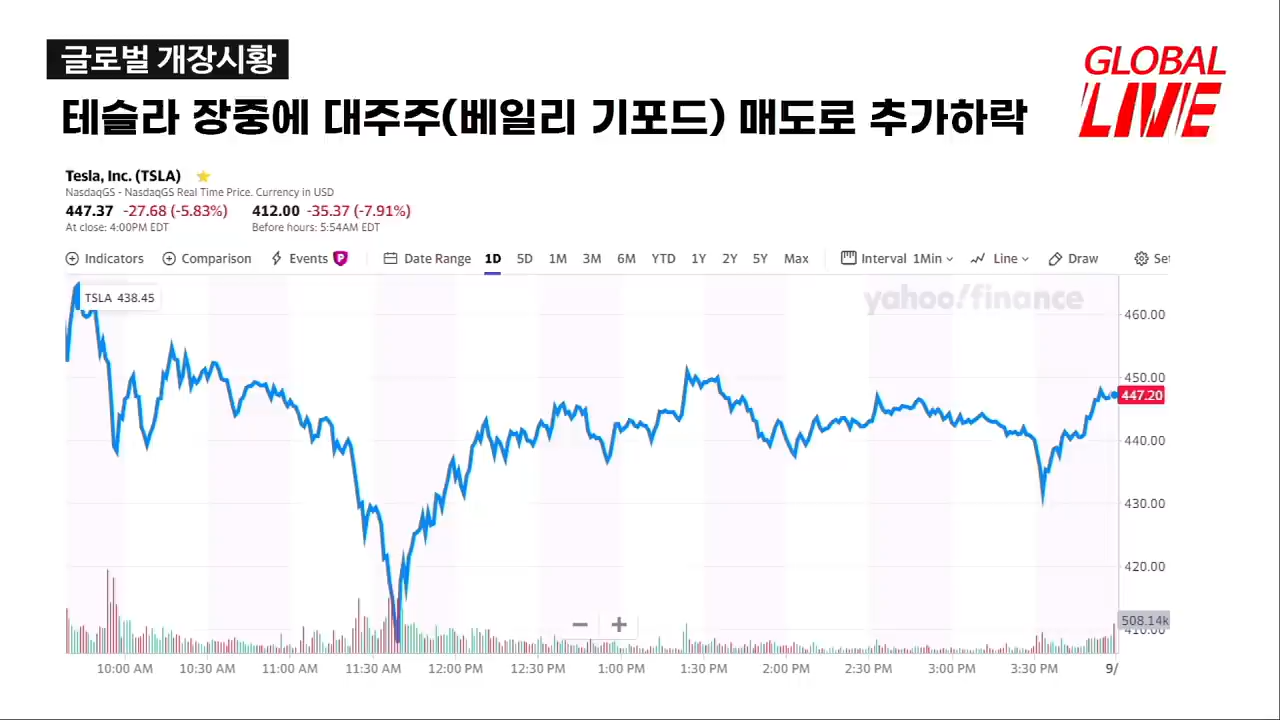 글로벌 개장시황
GLOBAL
LIVE
테슬라 장중에 대주주(베일리 기포드) 매도로 추가하락
Tesla, Inc. (TSLA)
NasdaqGS - NasdaqGS Real Time Price. Currency in USD
447.37 -27.68 (-5.83%) 412.00 -35.37 (-7.91%)
At close: 4:00PM EDT Before hours: 5:54AM EDT
Indicators Comparison Events P Date Range 1D 5D 1M 3M 6M YTD 1Y 2Y 5Y Max Interval 1Min Line Draw Set
TSLA 438.45
yahoo!finance
460.00
450.00
447.20
440.00
430.00
420.00
508.14k
410.00
10:00 AM 10:30 AM 11:00 AM 11:30 AM 12:00 PM 12:30 PM 1:00 PM 1:30 PM 2:00 PM 2:30 PM 3:00 PM 3:30 PM 9/